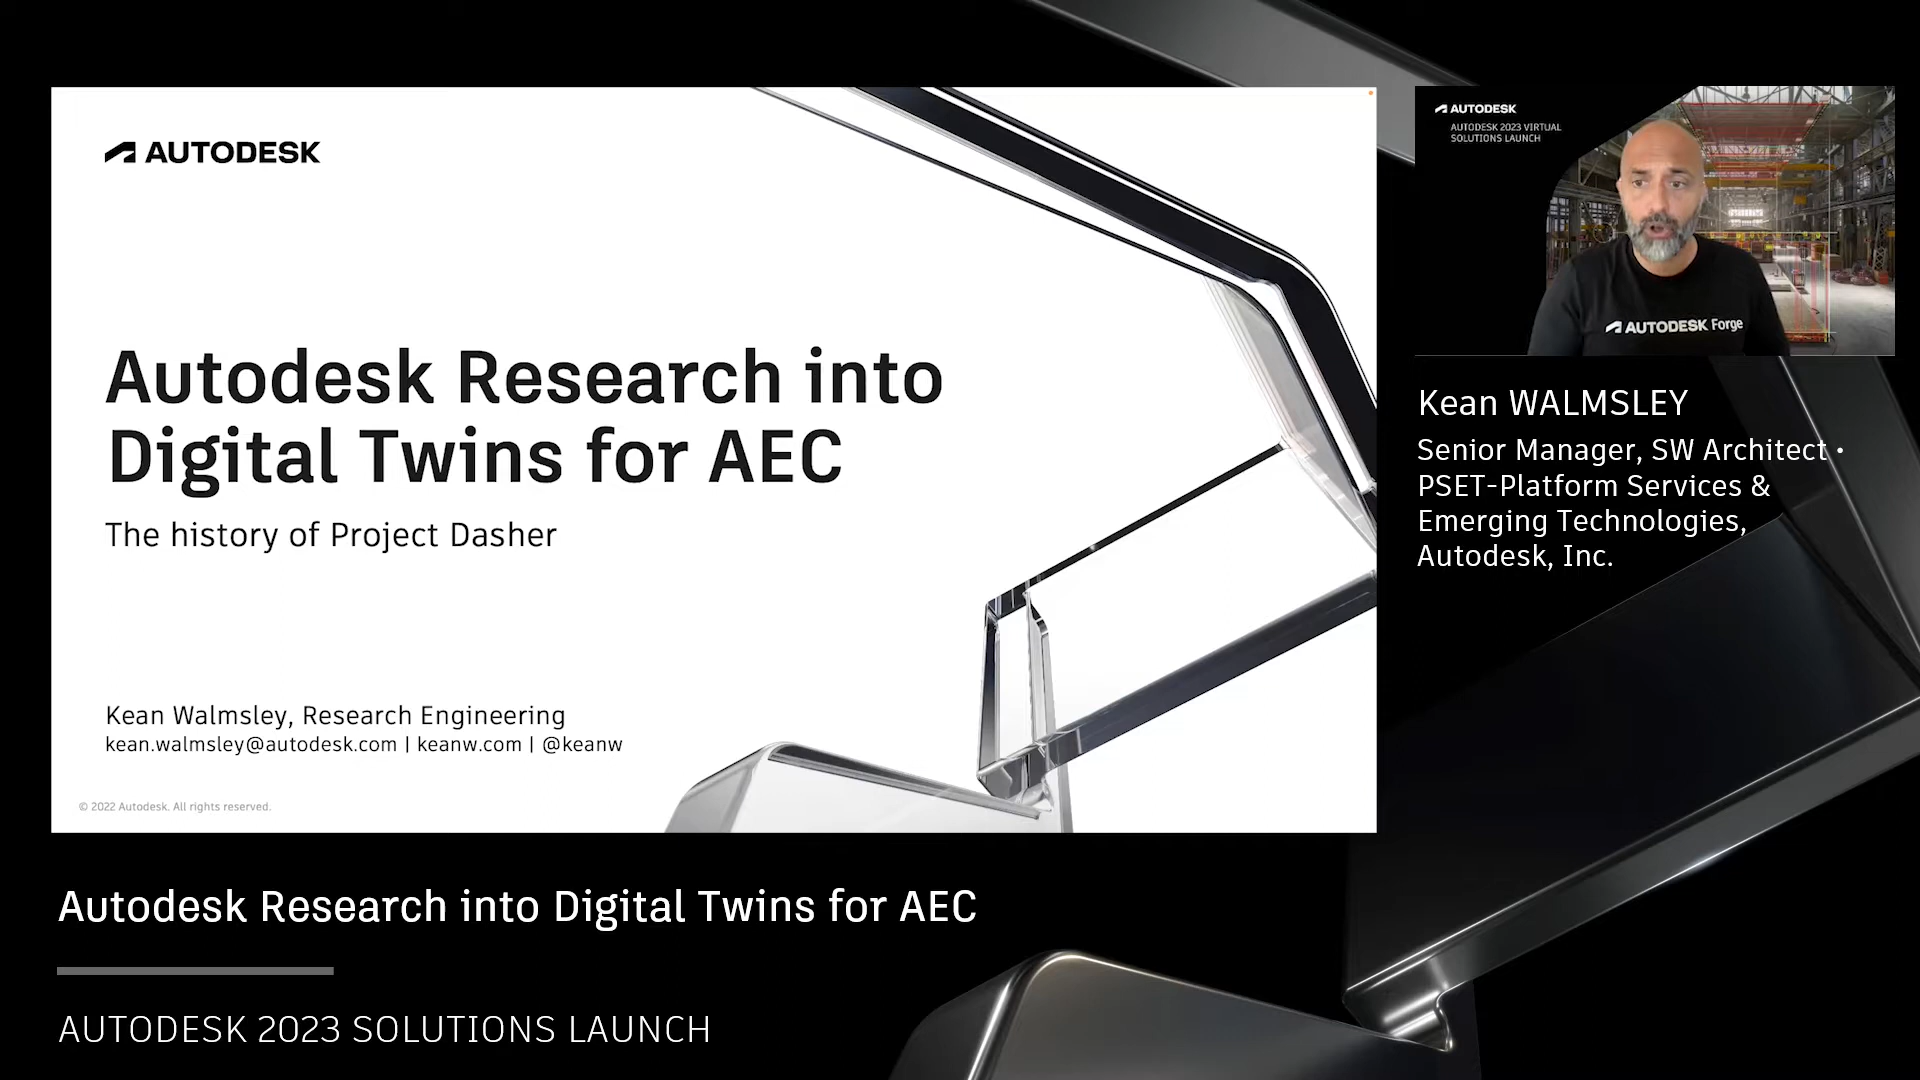 AUTODESK
Autodesk Research into
Digital Twins for AEC
The history of Project Dasher
Kean Walmsley, Research Engineering
kean.walmsley@autodesk.com | keanw.com | @keanw
© 2022 Autodesk. All rights reserved.
AUTODESK
AUTODESK 2023 VIRTUAL
SOLUTIONS LAUNCH
AUTODESK Forge
Kean WALMSLEY
Senior Manager, SW Architect •
PSET-Platform Services &
Emerging Technologies,
Autodesk, Inc.
Autodesk Research into Digital Twins for AEC
AUTODESK 2023 SOLUTIONS LAUNCH